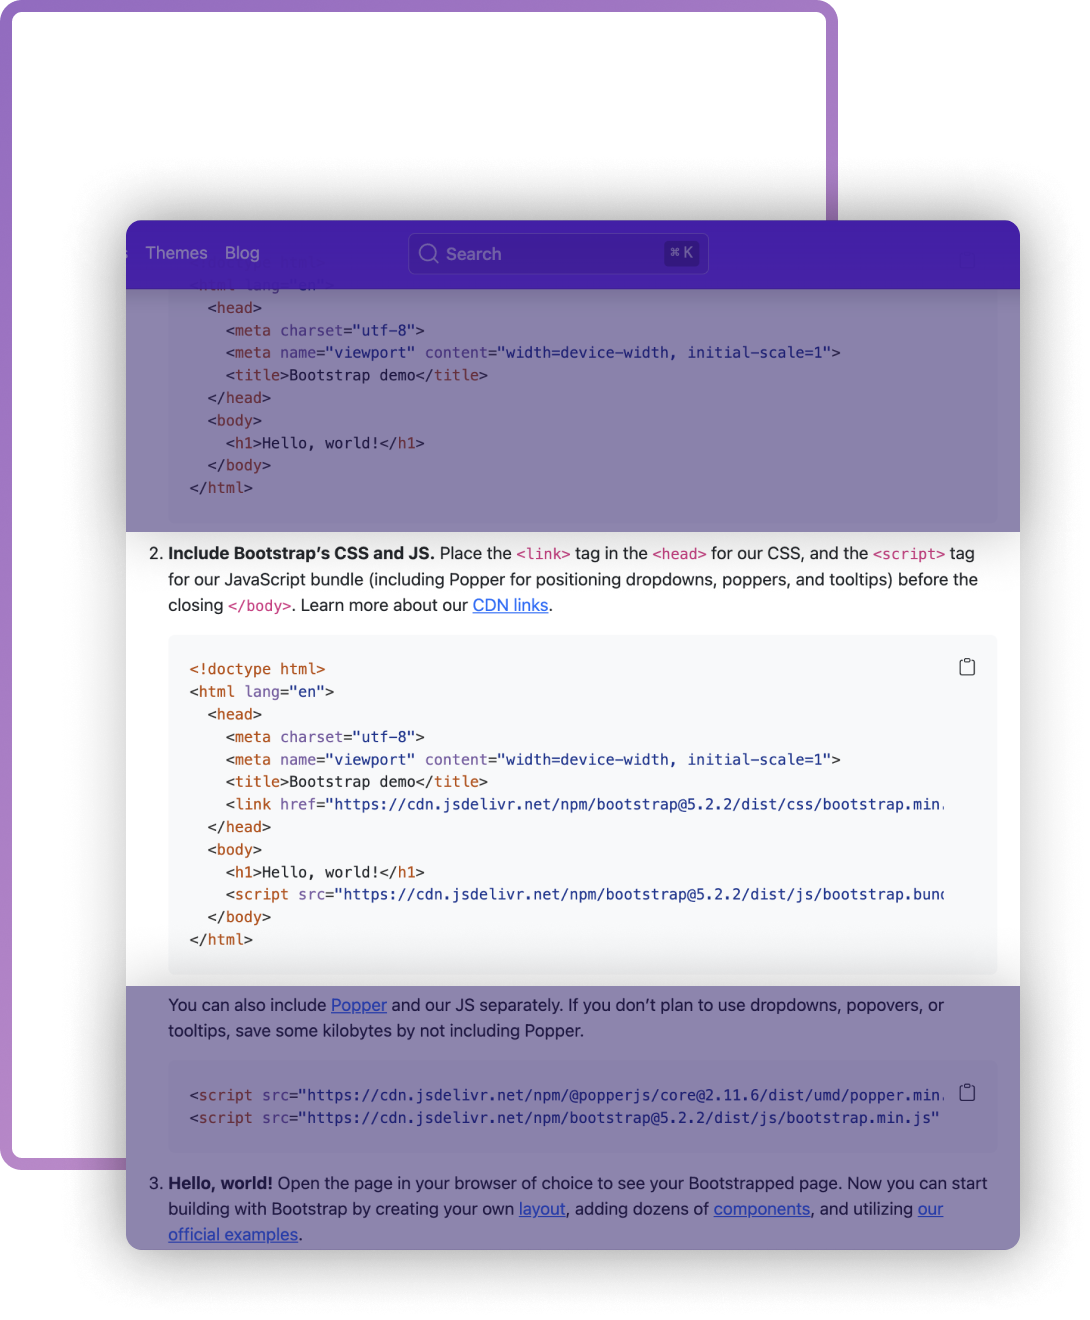 Themes Blog Search ⌘ K
<html lang="en">
<head>
<meta charset="utf-8">
<meta name="viewport" content="width=device-width, initial-scale=1">
<title>Bootstrap demo</title>
</head>
<body>
<h1>Hello, world!</h1>
</body>
</html>
2. Include Bootstrap’s CSS and JS. Place the <link> tag in the <head> for our CSS, and the <script> tag
for our JavaScript bundle (including Popper for positioning dropdowns, poppers, and tooltips) before the
closing </body>. Learn more about our CDN links.
<!doctype html>
<html lang="en">
<head>
<meta charset="utf-8">
<meta name="viewport" content="width=device-width, initial-scale=1">
<title>Bootstrap demo</title>
<link href="https://cdn.jsdelivr.net/npm/bootstrap@5.2.2/dist/css/bootstrap.min.
</head>
<body>
<h1>Hello, world!</h1>
<script src="https://cdn.jsdelivr.net/npm/bootstrap@5.2.2/dist/js/bootstrap.bund
</body>
</html>
You can also include Popper and our JS separately. If you don’t plan to use dropdowns, popovers, or
tooltips, save some kilobytes by not including Popper.
<script src="https://cdn.jsdelivr.net/npm/@popperjs/core@2.11.6/dist/umd/popper.min.
<script src="https://cdn.jsdelivr.net/npm/bootstrap@5.2.2/dist/js/bootstrap.min.js"
3. Hello, world! Open the page in your browser of choice to see your Bootstrapped page. Now you can start
building with Bootstrap by creating your own layout, adding dozens of components, and utilizing our
official examples.